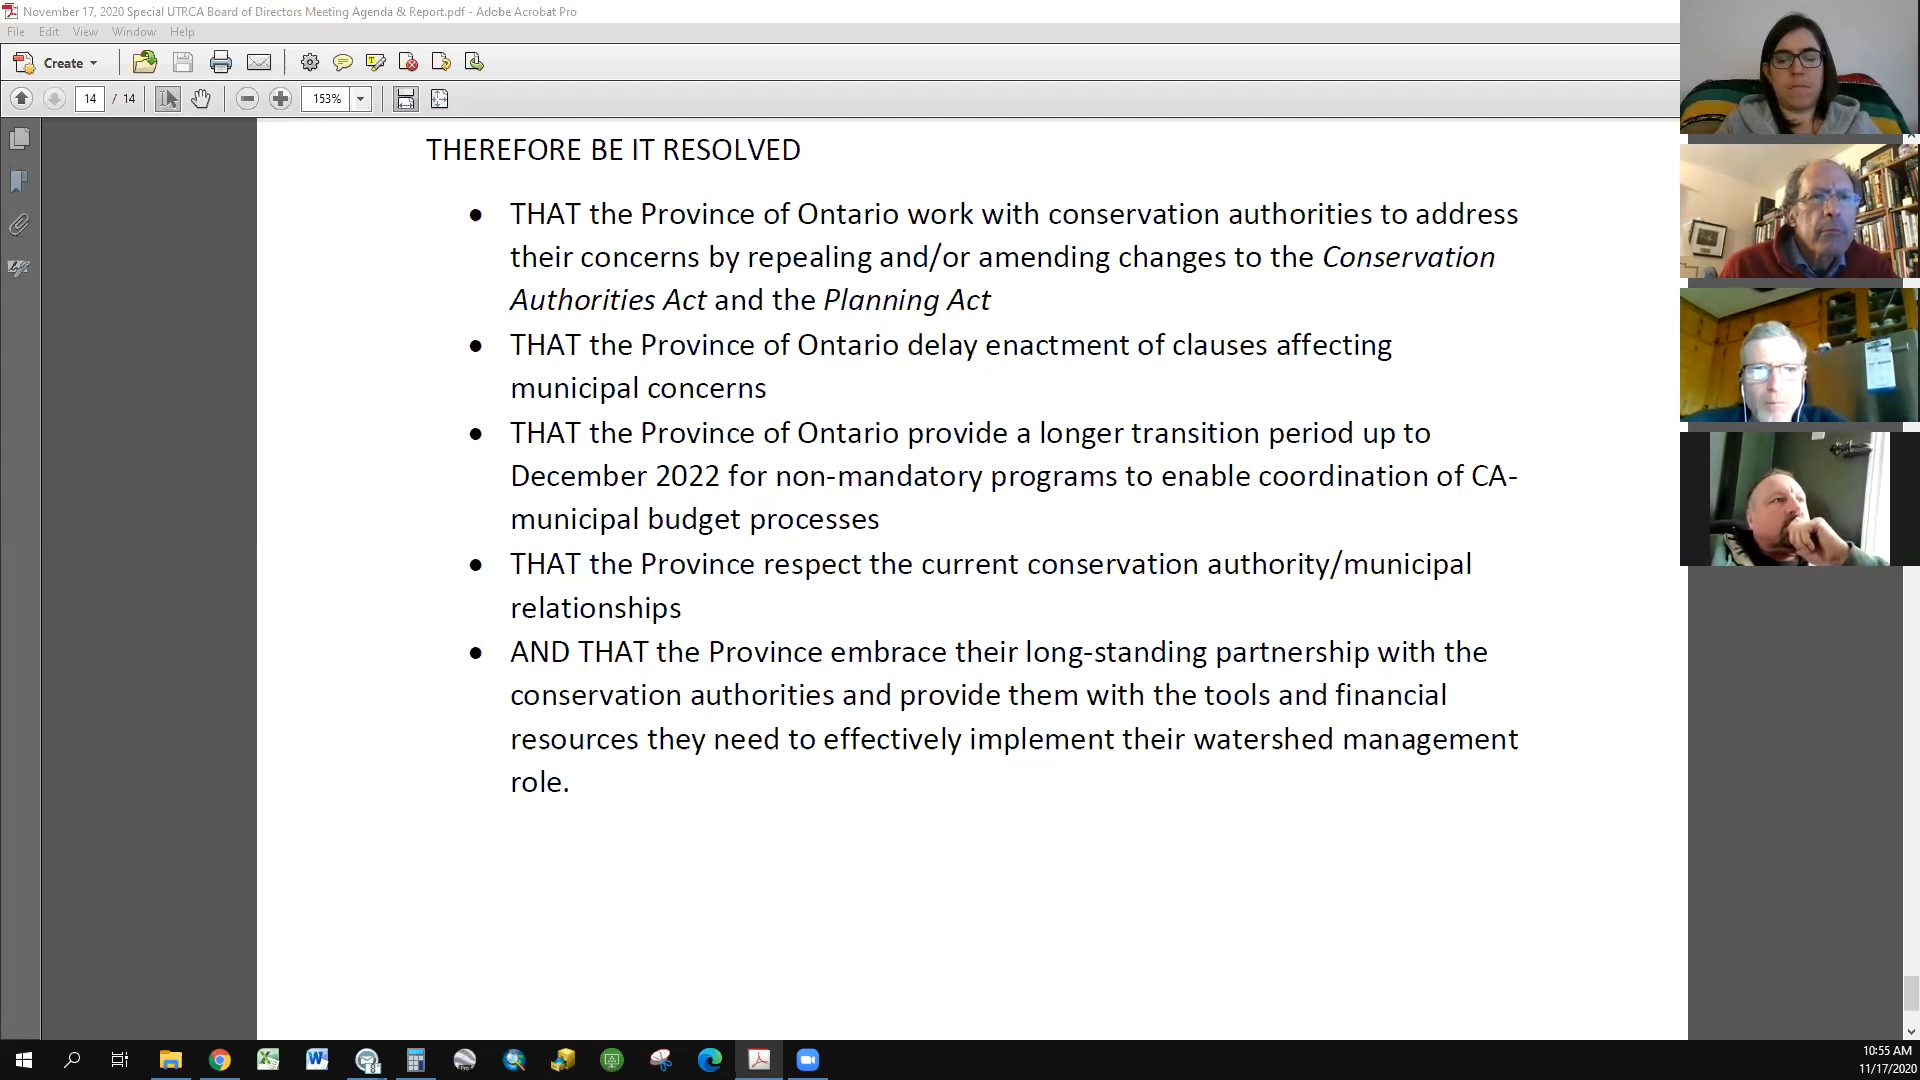 November 17, 2020 Special UTRCA Board of Directors Meeting Agenda & Report.pdf - Adobe Acrobat Pro
File Edit View Window Help
Create
14 / 14 153%
THEREFORE BE IT RESOLVED
• THAT the Province of Ontario work with conservation authorities to address
their concerns by repealing and/or amending changes to the Conservation
Authorities Act and the Planning Act
• THAT the Province of Ontario delay enactment of clauses affecting
municipal concerns
• THAT the Province of Ontario provide a longer transition period up to
December 2022 for non-mandatory programs to enable coordination of CA-
municipal budget processes
• THAT the Province respect the current conservation authority/municipal
relationships
• AND THAT the Province embrace their long-standing partnership with the
conservation authorities and provide them with the tools and financial
resources they need to effectively implement their watershed management
role.
10:55 AM
11/17/2020